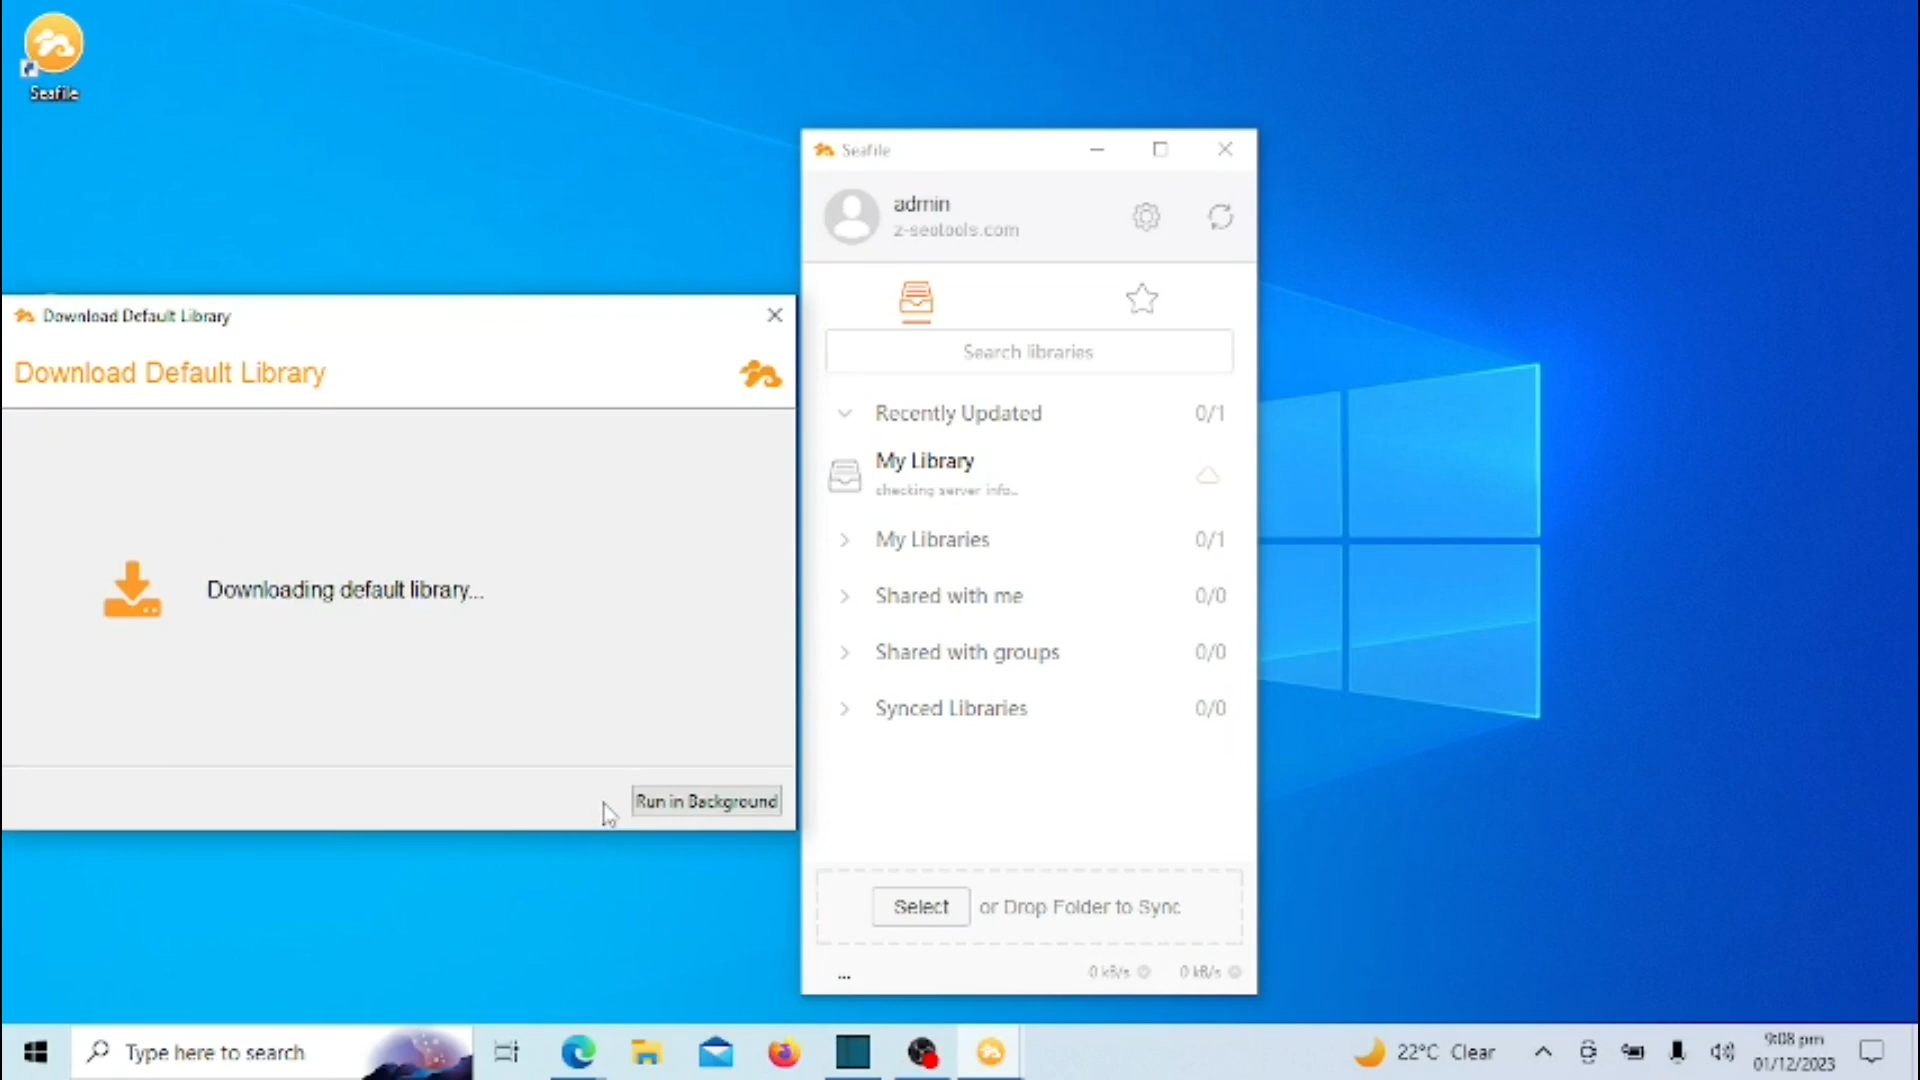 Seafile
Download Default Library
Download Default Library
Downloading default library...
Run in Background
Seafile
admin
z-seotools.com
Search libraries
Recently Updated 0/1
My Library
checking server info...
My Libraries 0/1
Shared with me 0/0
Shared with groups 0/0
Synced Libraries 0/0
Select or Drop Folder to Sync
... 0 kB/s 0 kB/s
Type here to search
22°C Clear
9:08 pm
01/12/2023